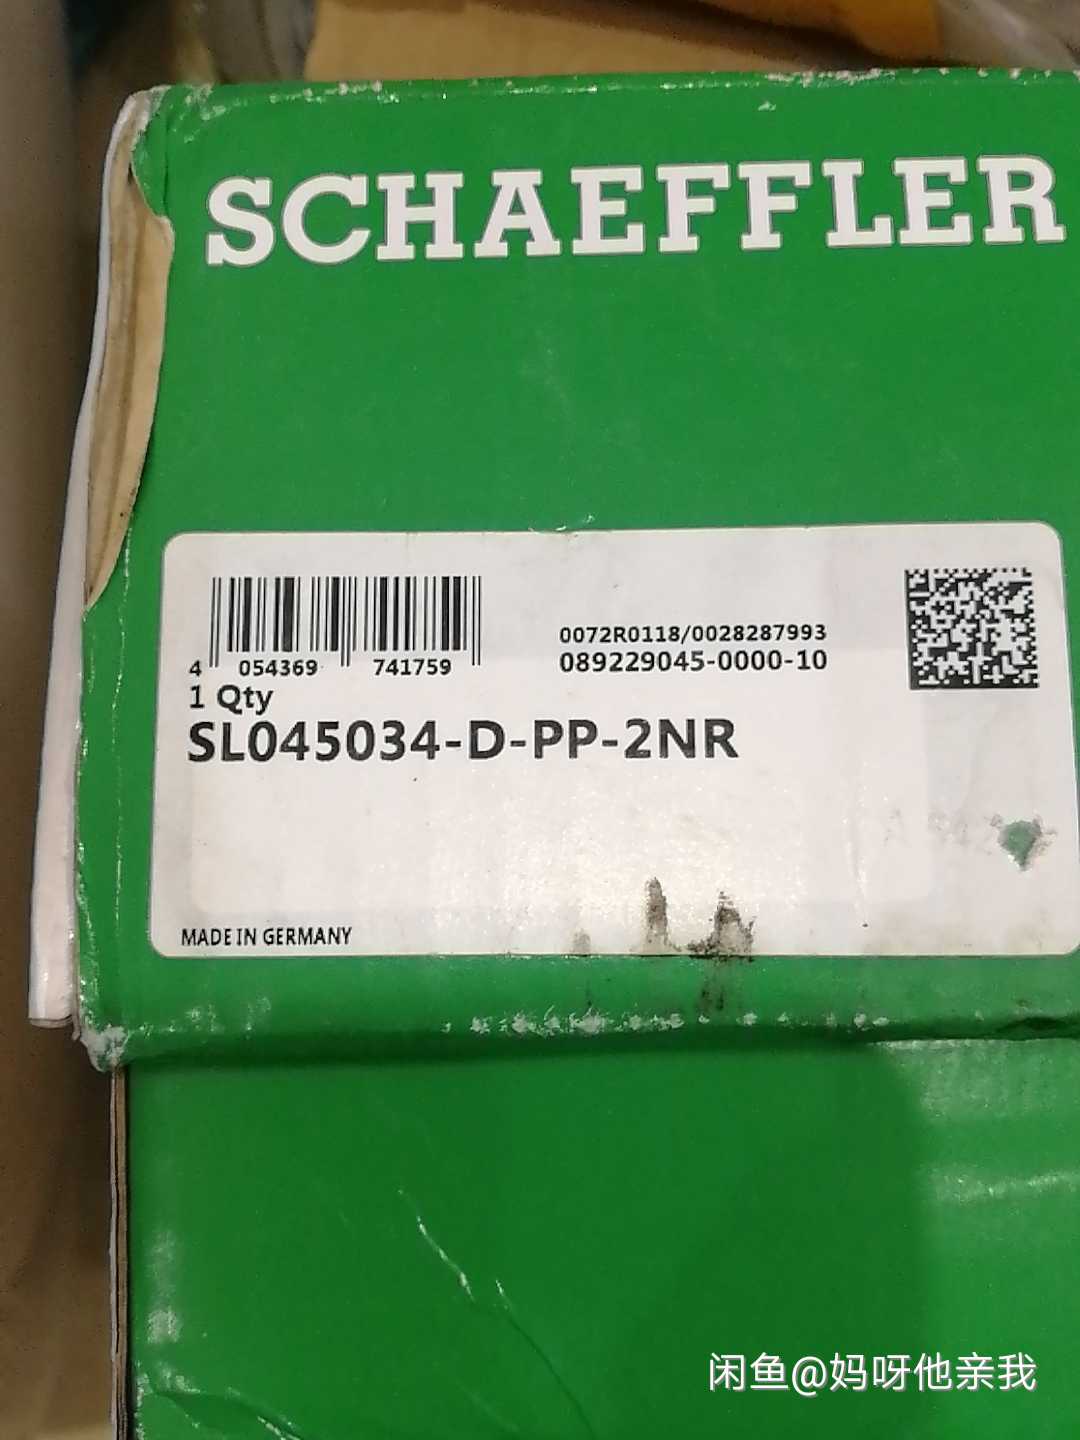 SCHAEFFLER
0072R0118/0028287993
089229045-0000-10
4 054369 741759
1 Qty
SL045034-D-PP-2NR
MADE IN GERMANY
闲鱼@妈呀他亲我